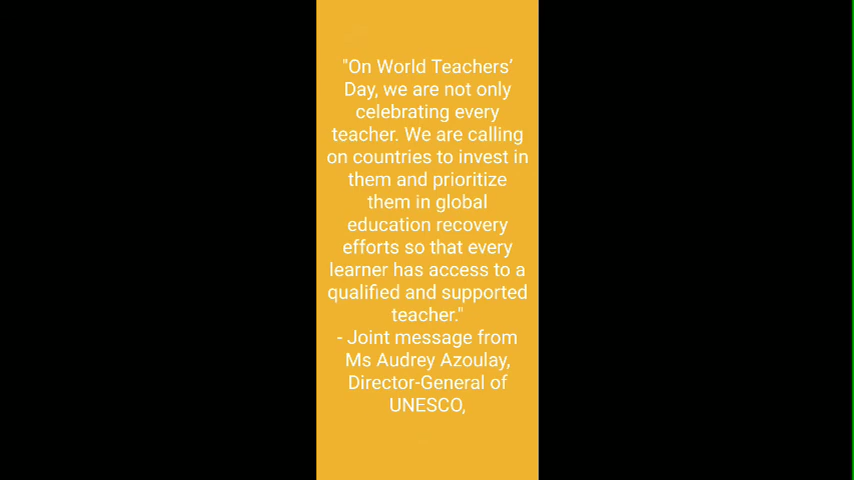 "On World Teachers’
Day, we are not only
celebrating every
teacher. We are calling
on countries to invest in
them and prioritize
them in global
education recovery
efforts so that every
learner has access to a
qualified and supported
teacher."
- Joint message from
Ms Audrey Azoulay,
Director-General of
UNESCO,